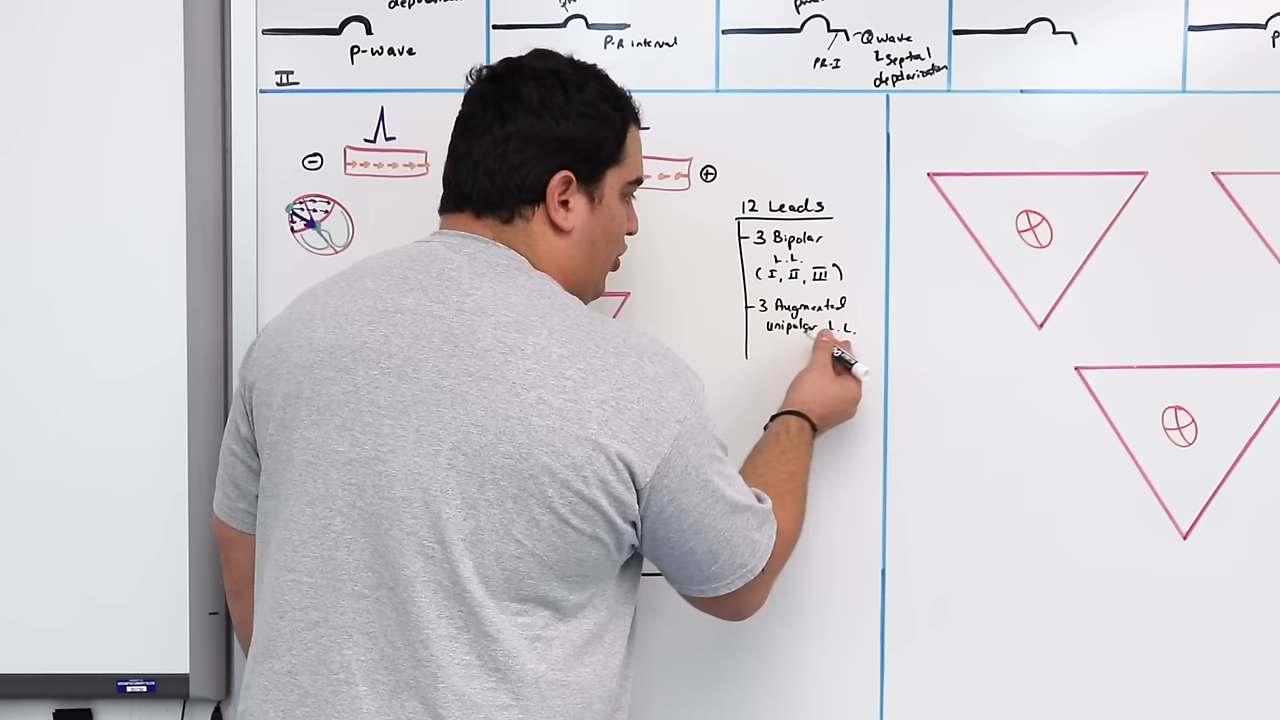 P-wave
II
P-R interval
PR-I
Q wave
Septal
depolarization
12 Leads
3 Bipolar
L.L.
(I, II, III)
3 Augmented
unipolar L.L.